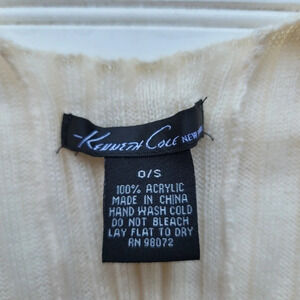 KENNETH COLE NEW
O/S
100% ACRYLIC
MADE IN CHINA
HAND WASH COLD
DO NOT BLEACH
LAY FLAT TO DRY
RN 98072